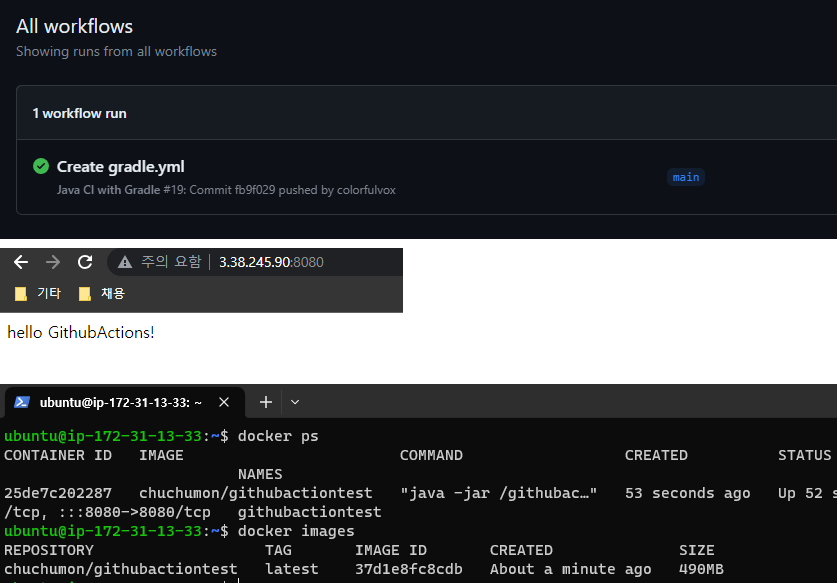 All workflows
Showing runs from all workflows
1 workflow run
Create gradle.yml
main
Java CI with Gradle #19: Commit fb9f029 pushed by colorfulvox
주의 요함 3.38.245.90:8080
기타 채용
hello GithubActions!
ubuntu@ip-172-31-13-33: ~
ubuntu@ip-172-31-13-33:~$ docker ps
CONTAINER ID IMAGE COMMAND CREATED STATUS
NAMES
25de7c202287 chuchumon/githubactiontest "java -jar /githubac…" 53 seconds ago Up 52 s
/tcp, :::8080->8080/tcp githubactiontest
ubuntu@ip-172-31-13-33:~$ docker images
REPOSITORY TAG IMAGE ID CREATED SIZE
chuchumon/githubactiontest latest 37d1e8fc8cdb About a minute ago 490MB